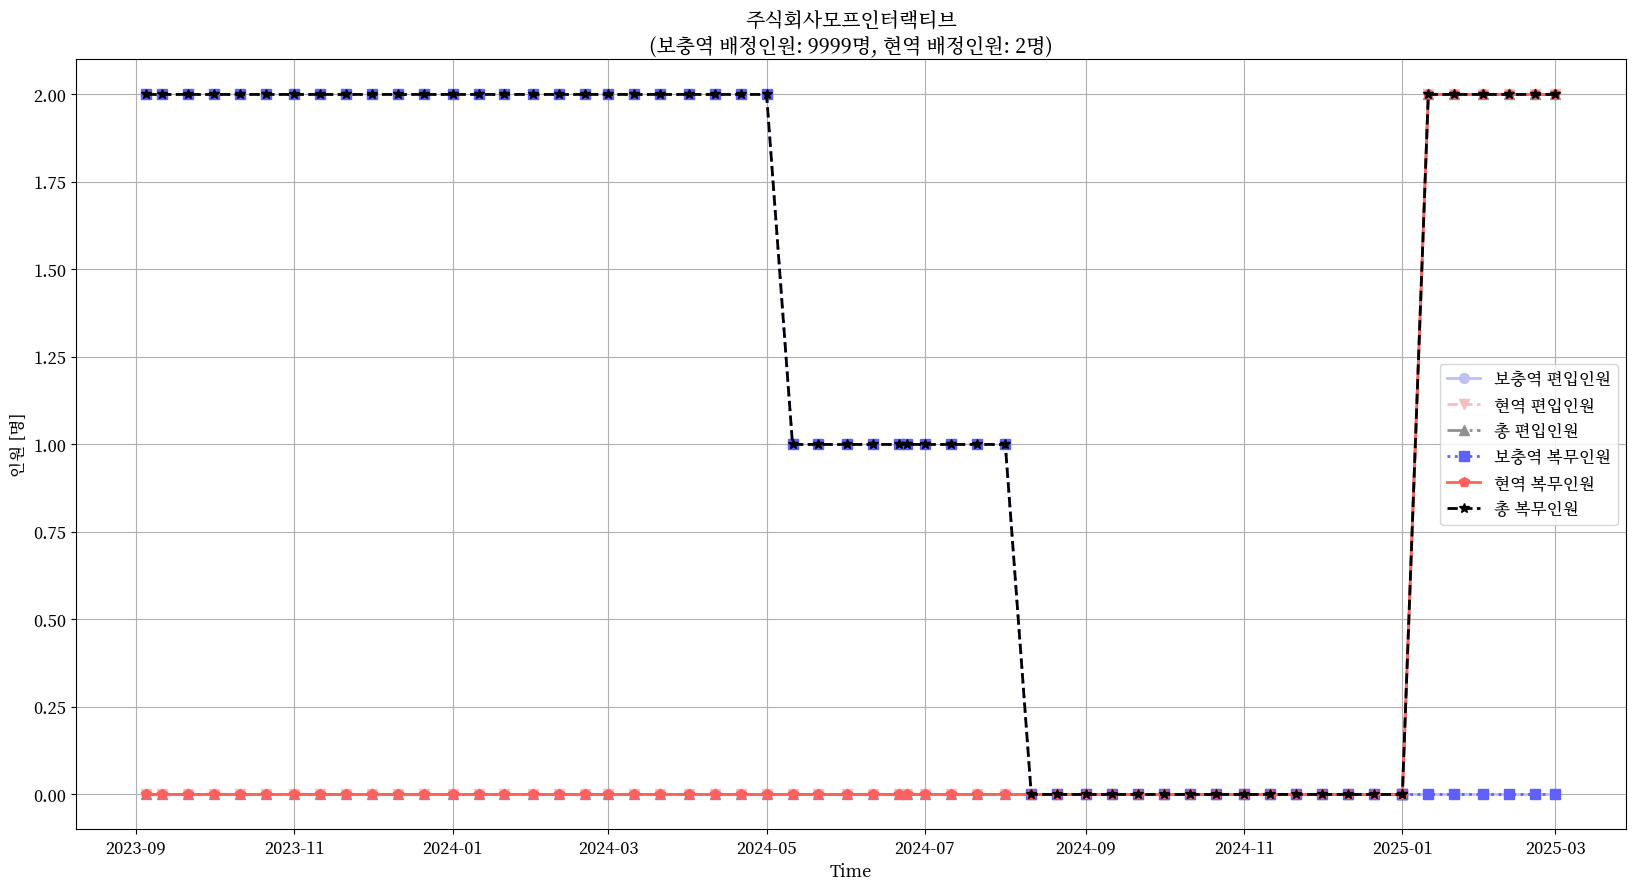 주식회사모프인터랙티브
(보충역 배정인원: 9999명, 현역 배정인원: 2명)
2.00
1.75
1.50
1.25
1.00
0.75
0.50
0.25
0.00
인원 [명]
보충역 편입인원
현역 편입인원
총 편입인원
보충역 복무인원
현역 복무인원
총 복무인원
2023-09
2023-11
2024-01
2024-03
2024-05
2024-07
2024-09
2024-11
2025-01
2025-03
Time